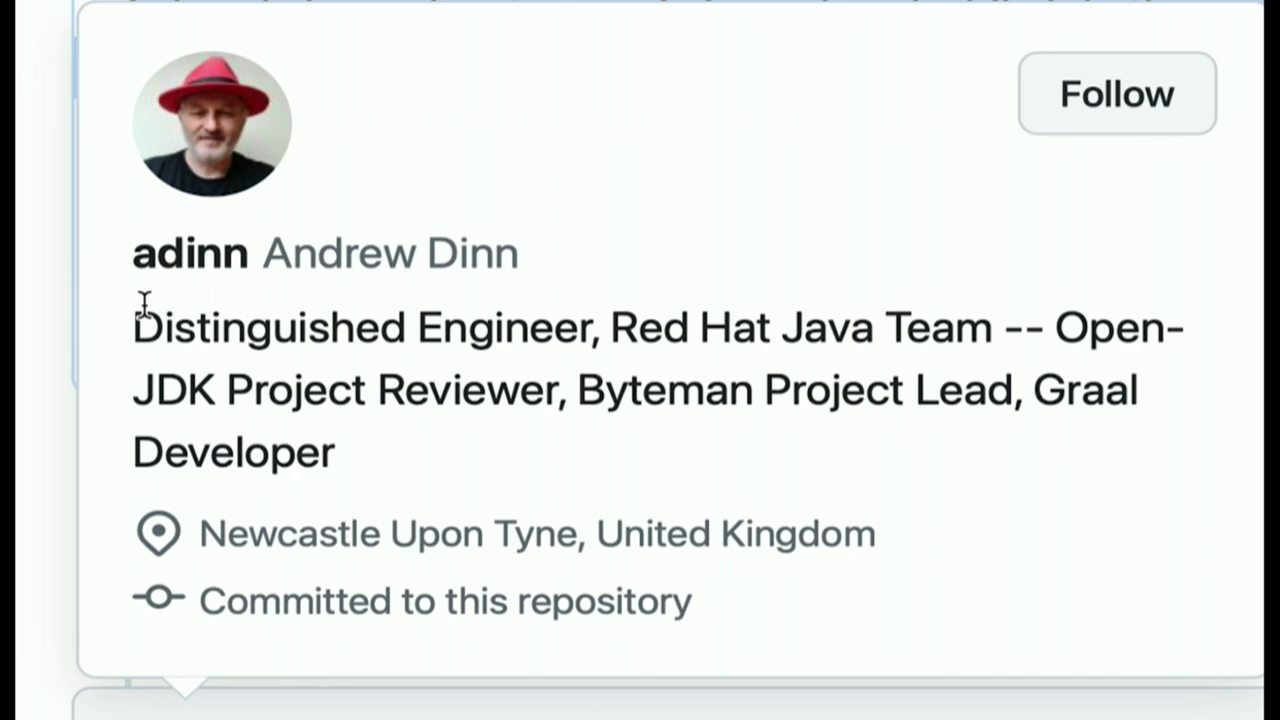 Follow
adinn Andrew Dinn
Distinguished Engineer, Red Hat Java Team -- Open-
JDK Project Reviewer, Byteman Project Lead, Graal
Developer
Newcastle Upon Tyne, United Kingdom
Committed to this repository